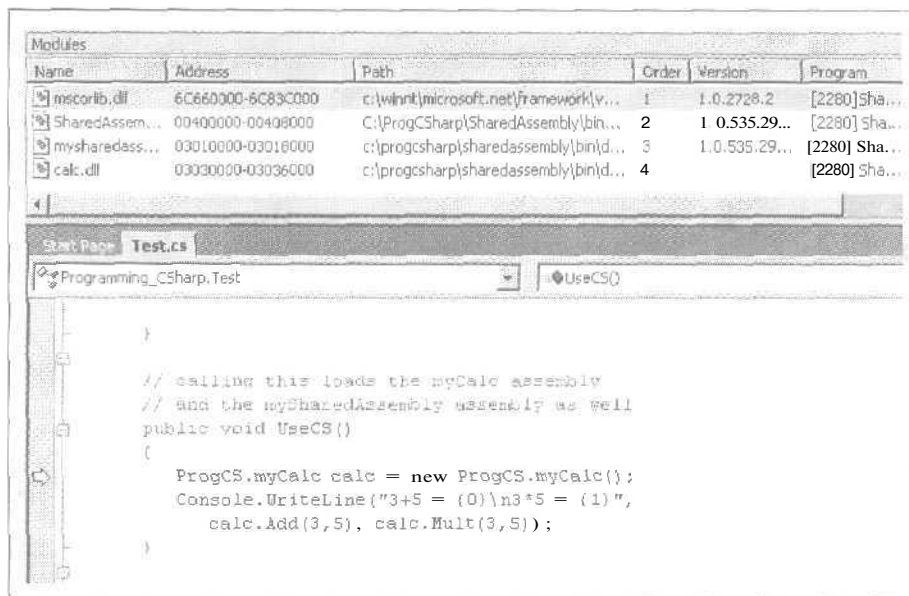 Modules
Name Address Path Order Version Program
mscorlib.dll 6C660000-6C83C000 c:\winnt\microsoft.net\framework\v... 1 1.0.2728.2 [2280] Sha...
SharedAssem... 00400000-00408000 C:\ProgCSharp\SharedAssembly\bin... 2 1 0.535.29... [2280] Sha...
mysharedass... 03010000-03018000 c:\progcsharp\sharedassembly\bin\d... 3 1.0.535.29... [2280] Sha...
calc.dll 03030000-03036000 c:\progcsharp\sharedassembly\bin\d... 4 [2280] Sha...
Start Page Test.cs
Programming_CSharp.Test UseCS()
}
// calling this loads the myCalc assembly
// and the mySharedAssembly assembly as well
public void UseCS()
{
ProgCS.myCalc calc = new ProgCS.myCalc();
Console.WriteLine("3+5 = {0}\n3*5 = {1}",
calc.Add(3,5), calc.Mult(3,5));
}